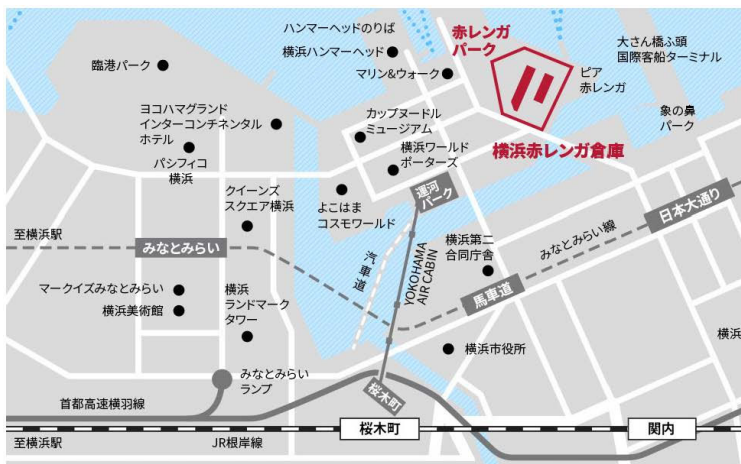 ハンマーヘッドのりば
横浜ハンマーヘッド
赤レンガ
パーク
大さん橋ふ頭
国際客船ターミナル
臨港パーク
マリン&ウォーク
ピア
赤レンガ
ヨコハマグランド
インターコンチネンタル
ホテル
カップヌードル
ミュージアム
象の鼻
パーク
パシフィコ
横浜
横浜ワールド
ポーターズ
横浜赤レンガ倉庫
クイーンズ
スクエア横浜
よこはま
コスモワールド
運河
パーク
日本大通り
至横浜駅
みなとみらい
汽車道
YOKOHAMA
AIR CABIN
横浜第二
合同庁舎
みなとみらい線
マークイズみなとみらい
横浜美術館
横浜
ランドマーク
タワー
馬車道
横浜市役所
横浜
みなとみらい
ランプ
桜木町
首都高速横羽線
至横浜駅
JR根岸線
桜木町
関内